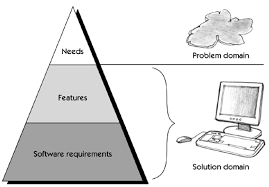 Needs
Problem domain
Features
Software requirements
Solution domain